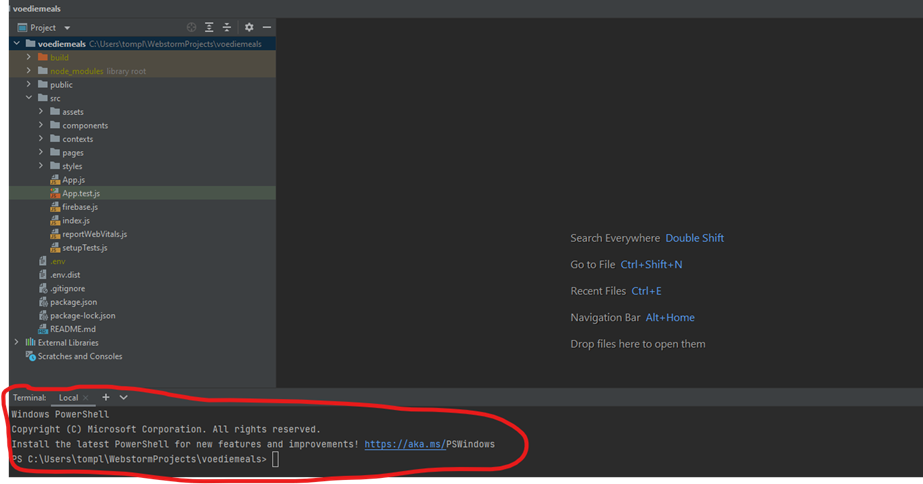 voediemeals
Project
voediemeals C:\Users\tompl\WebstormProjects\voediemeals
build
node_modules library root
public
src
assets
components
contexts
pages
styles
App.js
App.test.js
firebase.js
index.js
reportWebVitals.js
setupTests.js
.env
.env.dist
.gitignore
package.json
package-lock.json
README.md
External Libraries
Scratches and Consoles
Search Everywhere Double Shift
Go to File Ctrl+Shift+N
Recent Files Ctrl+E
Navigation Bar Alt+Home
Drop files here to open them
Terminal: Local × +
Windows PowerShell
Copyright (C) Microsoft Corporation. All rights reserved.
Install the latest PowerShell for new features and improvements! https://aka.ms/PSWindows
PS C:\Users\tompl\WebstormProjects\voediemeals>